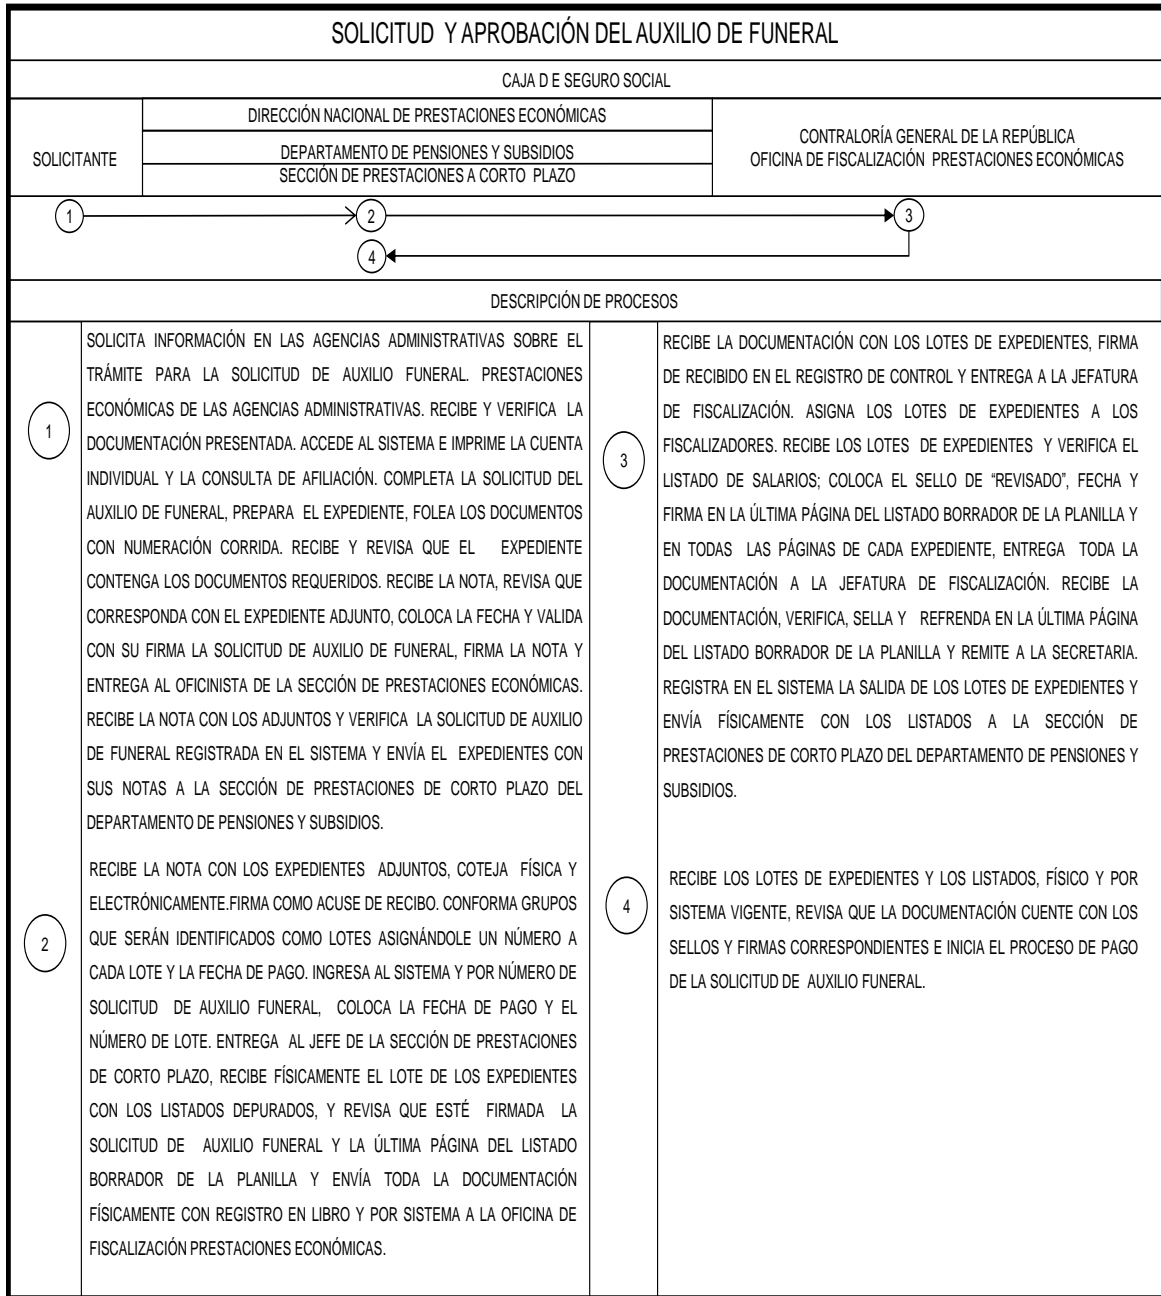 SOLICITUD Y APROBACIÓN DEL AUXILIO DE FUNERAL
CAJA D E SEGURO SOCIAL
SOLICITANTE
DIRECCIÓN NACIONAL DE PRESTACIONES ECONÓMICAS
DEPARTAMENTO DE PENSIONES Y SUBSIDIOS
SECCIÓN DE PRESTACIONES A CORTO PLAZO
CONTRALORÍA GENERAL DE LA REPÚBLICA
OFICINA DE FISCALIZACIÓN PRESTACIONES ECONÓMICAS
1
2
3
4
DESCRIPCIÓN DE PROCESOS
1
SOLICITA INFORMACIÓN EN LAS AGENCIAS ADMINISTRATIVAS SOBRE EL
TRÁMITE PARA LA SOLICITUD DE AUXILIO FUNERAL. PRESTACIONES
ECONÓMICAS DE LAS AGENCIAS ADMINISTRATIVAS. RECIBE Y VERIFICA LA
DOCUMENTACIÓN PRESENTADA. ACCEDE AL SISTEMA E IMPRIME LA CUENTA
INDIVIDUAL Y LA CONSULTA DE AFILIACIÓN. COMPLETA LA SOLICITUD DEL
AUXILIO DE FUNERAL, PREPARA EL EXPEDIENTE, FOLEA LOS DOCUMENTOS
CON NUMERACIÓN CORRIDA. RECIBE Y REVISA QUE EL EXPEDIENTE
CONTENGA LOS DOCUMENTOS REQUERIDOS. RECIBE LA NOTA, REVISA QUE
CORRESPONDA CON EL EXPEDIENTE ADJUNTO, COLOCA LA FECHA Y VALIDA
CON SU FIRMA LA SOLICITUD DE AUXILIO DE FUNERAL, FIRMA LA NOTA Y
ENTREGA AL OFICINISTA DE LA SECCIÓN DE PRESTACIONES ECONÓMICAS.
RECIBE LA NOTA CON LOS ADJUNTOS Y VERIFICA LA SOLICITUD DE AUXILIO
DE FUNERAL REGISTRADA EN EL SISTEMA Y ENVÍA EL EXPEDIENTES CON
SUS NOTAS A LA SECCIÓN DE PRESTACIONES DE CORTO PLAZO DEL
DEPARTAMENTO DE PENSIONES Y SUBSIDIOS.
2
RECIBE LA NOTA CON LOS EXPEDIENTES ADJUNTOS, COTEJA FÍSICA Y
ELECTRÓNICAMENTE.FIRMA COMO ACUSE DE RECIBO. CONFORMA GRUPOS
QUE SERÁN IDENTIFICADOS COMO LOTES ASIGNÁNDOLE UN NÚMERO A
CADA LOTE Y LA FECHA DE PAGO. INGRESA AL SISTEMA Y POR NÚMERO DE
SOLICITUD DE AUXILIO FUNERAL, COLOCA LA FECHA DE PAGO Y EL
NÚMERO DE LOTE. ENTREGA AL JEFE DE LA SECCIÓN DE PRESTACIONES
DE CORTO PLAZO, RECIBE FÍSICAMENTE EL LOTE DE LOS EXPEDIENTES
CON LOS LISTADOS DEPURADOS, Y REVISA QUE ESTÉ FIRMADA LA
SOLICITUD DE AUXILIO FUNERAL Y LA ÚLTIMA PÁGINA DEL LISTADO
BORRADOR DE LA PLANILLA Y ENVÍA TODA LA DOCUMENTACIÓN
FÍSICAMENTE CON REGISTRO EN LIBRO Y POR SISTEMA A LA OFICINA DE
FISCALIZACIÓN PRESTACIONES ECONÓMICAS.
3
RECIBE LA DOCUMENTACIÓN CON LOS LOTES DE EXPEDIENTES, FIRMA
DE RECIBIDO EN EL REGISTRO DE CONTROL Y ENTREGA A LA JEFATURA
DE FISCALIZACIÓN. ASIGNA LOS LOTES DE EXPEDIENTES A LOS
FISCALIZADORES. RECIBE LOS LOTES DE EXPEDIENTES Y VERIFICA EL
LISTADO DE SALARIOS; COLOCA EL SELLO DE “REVISADO”, FECHA Y
FIRMA EN LA ÚLTIMA PÁGINA DEL LISTADO BORRADOR DE LA PLANILLA Y
EN TODAS LAS PÁGINAS DE CADA EXPEDIENTE, ENTREGA TODA LA
DOCUMENTACIÓN A LA JEFATURA DE FISCALIZACIÓN. RECIBE LA
DOCUMENTACIÓN, VERIFICA, SELLA Y REFRENDA EN LA ÚLTIMA PÁGINA
DEL LISTADO BORRADOR DE LA PLANILLA Y REMITE A LA SECRETARIA.
REGISTRA EN EL SISTEMA LA SALIDA DE LOS LOTES DE EXPEDIENTES Y
ENVÍA FÍSICAMENTE CON LOS LISTADOS A LA SECCIÓN DE
PRESTACIONES DE CORTO PLAZO DEL DEPARTAMENTO DE PENSIONES Y
SUBSIDIOS.
4
RECIBE LOS LOTES DE EXPEDIENTES Y LOS LISTADOS, FÍSICO Y POR
SISTEMA VIGENTE, REVISA QUE LA DOCUMENTACIÓN CUENTE CON LOS
SELLOS Y FIRMAS CORRESPONDIENTES E INICIA EL PROCESO DE PAGO
DE LA SOLICITUD DE AUXILIO FUNERAL.